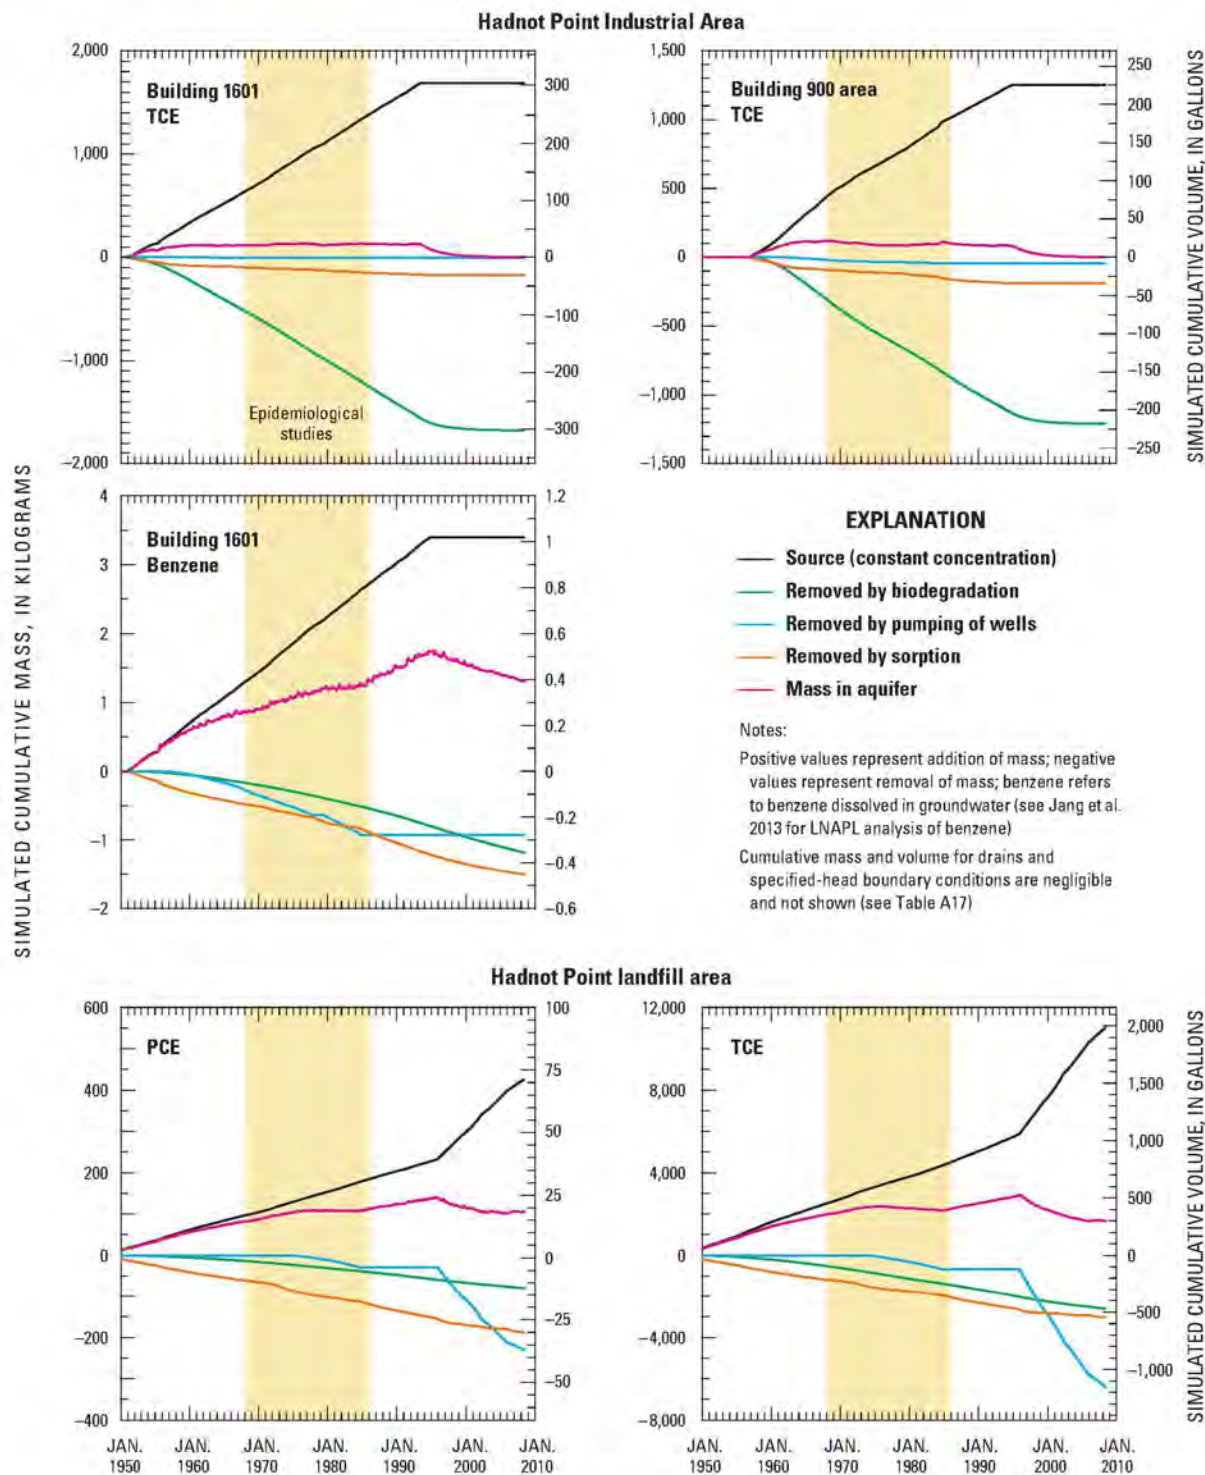 Hadnot Point Industrial Area
SIMULATED CUMULATIVE MASS, IN KILOGRAMS
2,000
1,000
0
–1,000
–2,000
Building 1601
TCE
Epidemiological
studies
300
200
100
0
–100
–200
–300
1,500
1,000
500
0
–500
–1,000
–1,500
Building 900 area
TCE
250
200
150
100
50
25
0
–50
–100
–150
–200
–250
SIMULATED CUMULATIVE VOLUME, IN GALLONS
4
3
2
1
0
–1
–2
Building 1601
Benzene
1.2
1
0.8
0.6
0.4
0.2
0
–0.2
–0.4
–0.6
EXPLANATION
Source (constant concentration)
Removed by biodegradation
Removed by pumping of wells
Removed by sorption
Mass in aquifer
Notes:
Positive values represent addition of mass; negative
values represent removal of mass; benzene refers
to benzene dissolved in groundwater (see Jang et al.
2013 for LNAPL analysis of benzene)
Cumulative mass and volume for drains and
specified-head boundary conditions are negligible
and not shown (see Table A17)
Hadnot Point landfill area
600
400
200
0
–200
–400
PCE
100
75
50
25
0
–25
–50
12,000
8,000
4,000
0
–4,000
–8,000
TCE
2,000
1,500
1,000
500
0
–500
–1,000
SIMULATED CUMULATIVE VOLUME, IN GALLONS
JAN. JAN. JAN. JAN. JAN. JAN. JAN.
1950 1960 1970 1980 1990 2000 2010
JAN. JAN. JAN. JAN. JAN. JAN. JAN.
1950 1960 1970 1980 1990 2000 2010